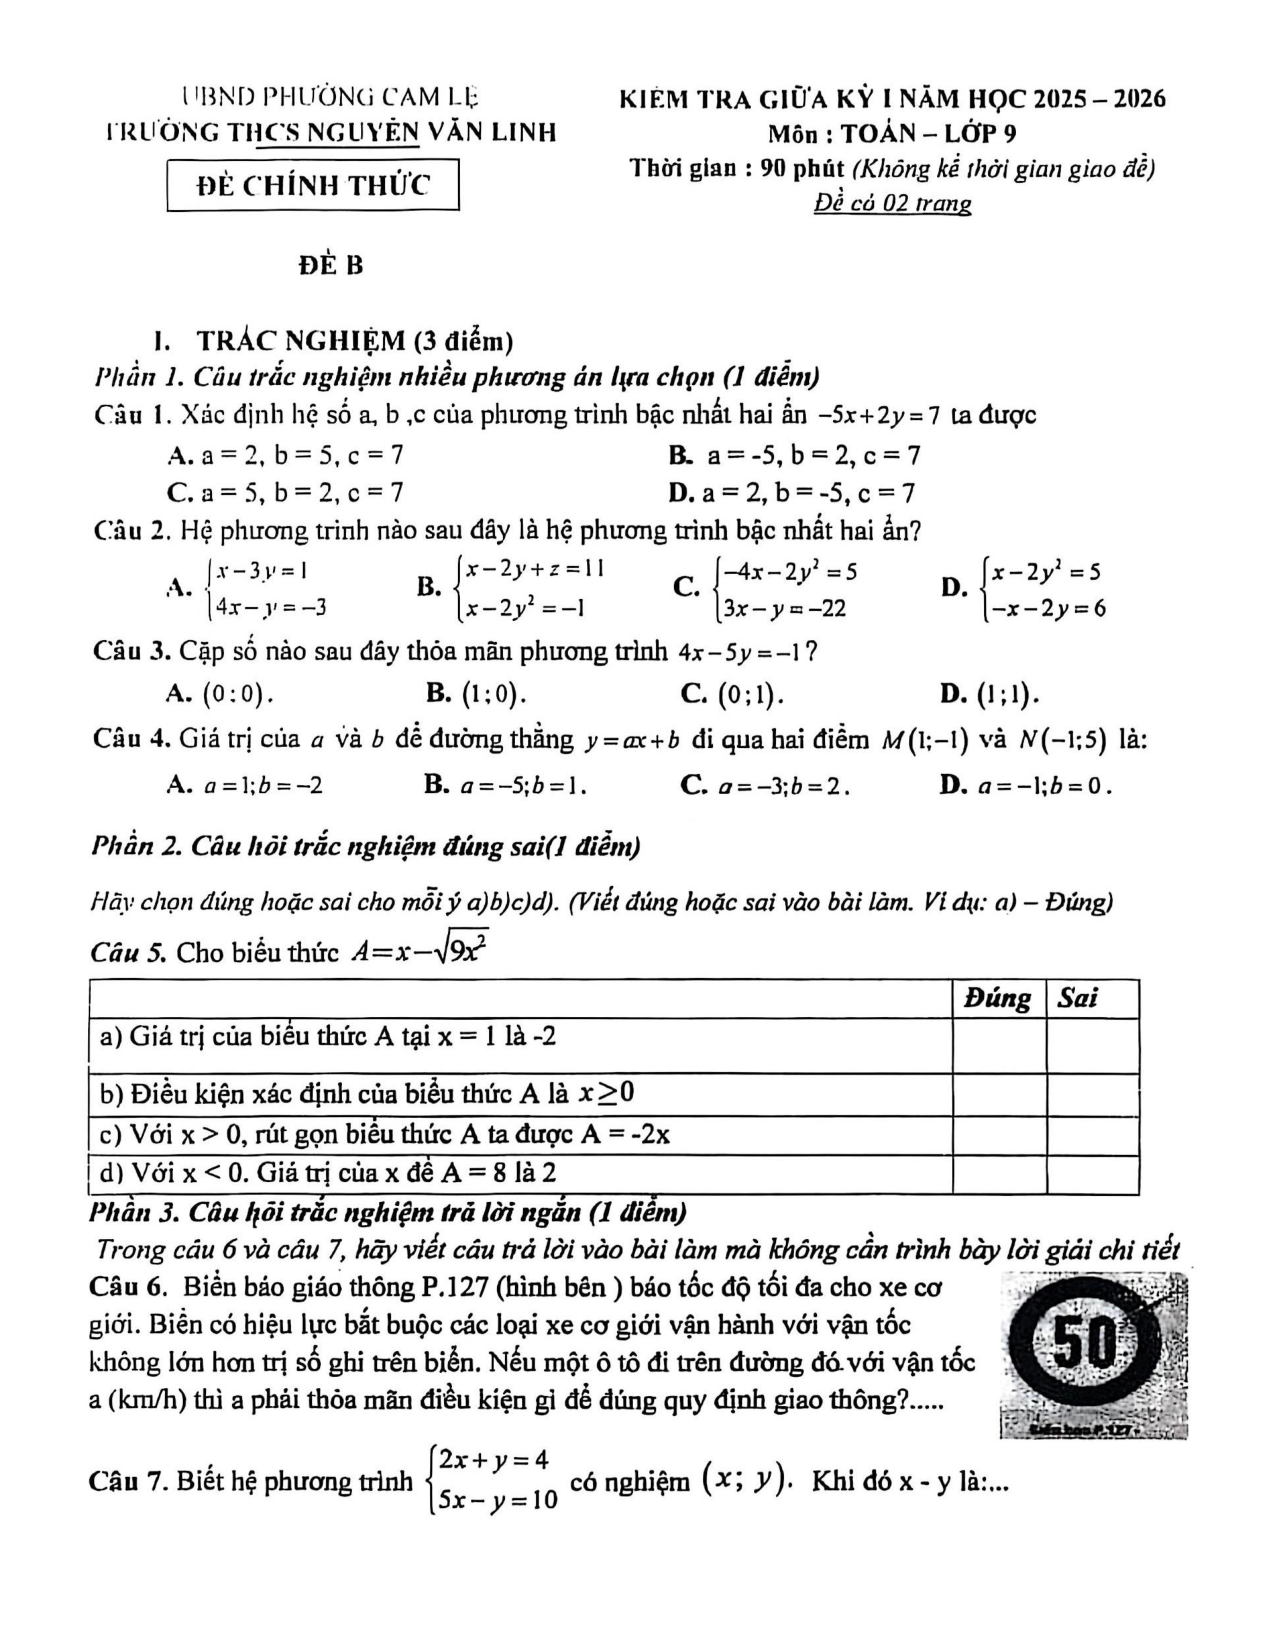 UBND PHƯỜNG CẨM LỆ
TRƯỜNG THCS NGUYỄN VĂN LINH
ĐỀ CHÍNH THỨC
KIỂM TRA GIỮA KỲ I NĂM HỌC 2025 – 2026
Môn : TOÁN – LỚP 9
Thời gian : 90 phút (Không kể thời gian giao đề)
Đề có 02 trang
ĐỀ B
I. TRẮC NGHIỆM (3 điểm)
Phần 1. Câu trắc nghiệm nhiều phương án lựa chọn (1 điểm)
Câu 1. Xác định hệ số a, b ,c của phương trình bậc nhất hai ẩn −5x+2y=7 ta được
A. a = 2, b = 5, c = 7 B. a = -5, b = 2, c = 7
C. a = 5, b = 2, c = 7 D. a = 2, b = -5, c = 7
Câu 2. Hệ phương trình nào sau đây là hệ phương trình bậc nhất hai ẩn?
A. {x−3y=1 4x−y=−3 B. {x−2y+z=11 x−2y²=−1 C. {−4x−2y²=5 3x−y=−22 D. {x−2y²=5 −x−2y=6
Câu 3. Cặp số nào sau đây thỏa mãn phương trình 4x−5y=−1?
A. (0;0). B. (1;0). C. (0;1). D. (1;1).
Câu 4. Giá trị của a và b để đường thẳng y=ax+b đi qua hai điểm M(1;−1) và N(−1;5) là:
A. a=1;b=−2 B. a=−5;b=1. C. a=−3;b=2. D. a=−1;b=0.
Phần 2. Câu hỏi trắc nghiệm đúng sai(1 điểm)
Hãy chọn đúng hoặc sai cho mỗi ý a)b)c)d). (Viết đúng hoặc sai vào bài làm. Ví dụ: a) – Đúng)
Câu 5. Cho biểu thức A=x−√9x²
Đúng Sai
a) Giá trị của biểu thức A tại x = 1 là -2
b) Điều kiện xác định của biểu thức A là x≥0
c) Với x > 0, rút gọn biểu thức A ta được A = -2x
d) Với x < 0. Giá trị của x để A = 8 là 2
Phần 3. Câu hỏi trắc nghiệm trả lời ngắn (1 điểm)
Trong câu 6 và câu 7, hãy viết câu trả lời vào bài làm mà không cần trình bày lời giải chi tiết
Câu 6. Biển báo giao thông P.127 (hình bên ) báo tốc độ tối đa cho xe cơ
giới. Biển có hiệu lực bắt buộc các loại xe cơ giới vận hành với vận tốc
không lớn hơn trị số ghi trên biển. Nếu một ô tô đi trên đường đó với vận tốc
a (km/h) thì a phải thỏa mãn điều kiện gì để đúng quy định giao thông?.....
50
Biển báo P.127
Câu 7. Biết hệ phương trình {2x+y=4 5x−y=10 có nghiệm (x; y). Khi đó x - y là:...